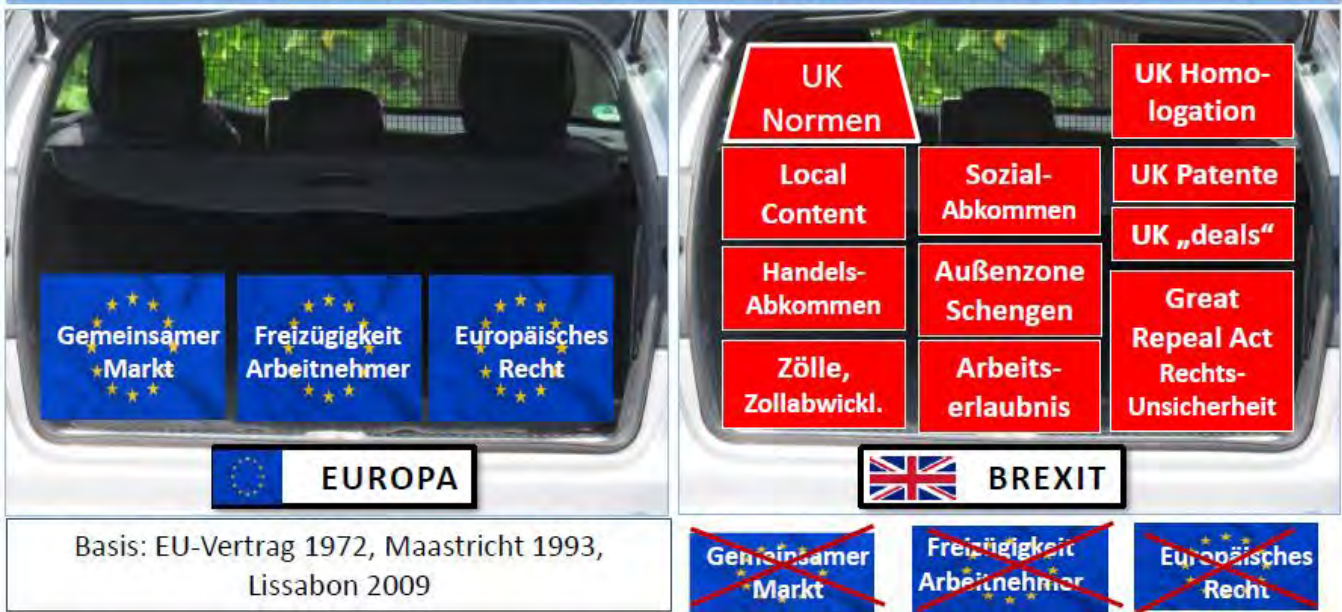 Gemeinsamer
Markt
Freizügigkeit
Arbeitnehmer
Europäisches
Recht
EUROPA
Basis: EU-Vertrag 1972, Maastricht 1993,
Lissabon 2009
UK
Normen
Local
Content
Handels-
Abkommen
Zölle,
Zollabwickl.
Sozial-
Abkommen
Außenzone
Schengen
Arbeits-
erlaubnis
UK Homo-
logation
UK Patente
UK „deals“
Great
Repeal Act
Rechts-
Unsicherheit
BREXIT
Gemeinsamer
Markt
Freizügigkeit
Arbeitnehmer
Europäisches
Recht